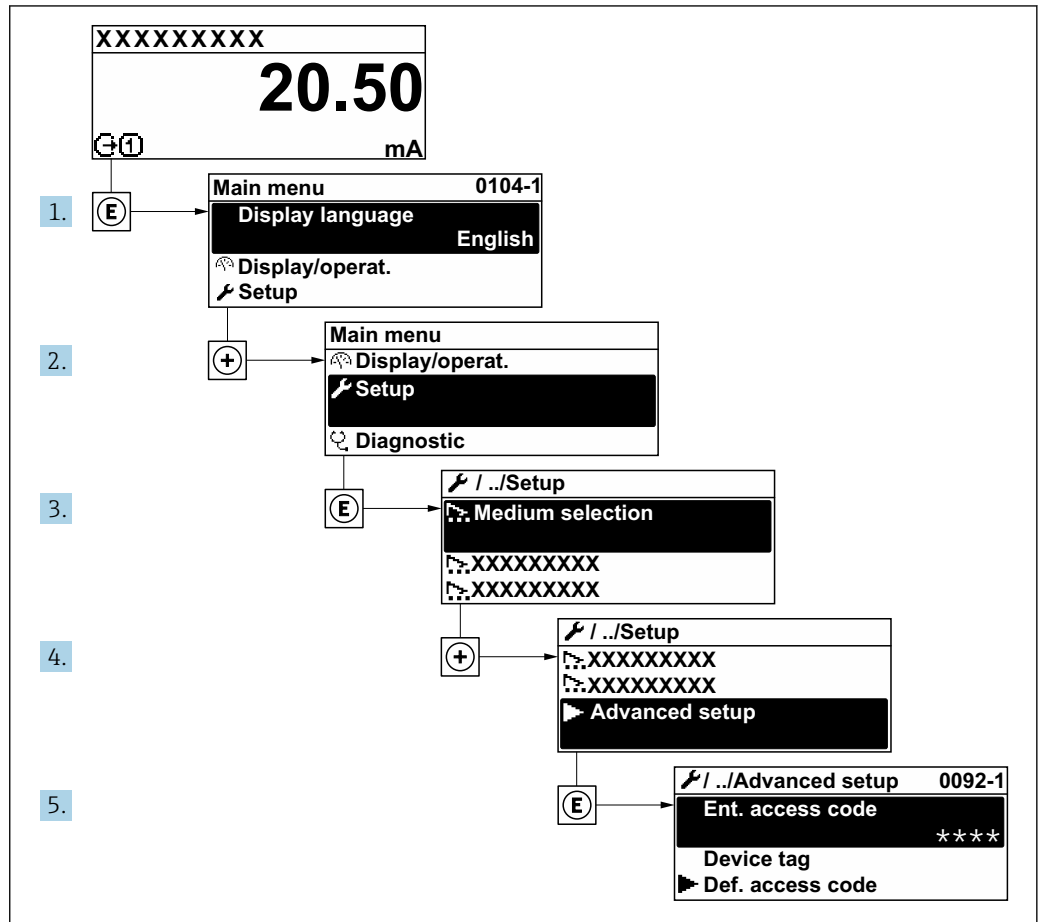 XXXXXXXXX
20.50
1 mA
1. E
Main menu 0104-1
Display language
English
Display/operat.
Setup
2. +
Main menu
Display/operat.
Setup
Diagnostic
3. E
/ ../Setup
Medium selection
XXXXXXXXX
XXXXXXXXX
4. +
/ ../Setup
XXXXXXXXX
XXXXXXXXX
Advanced setup
5. E
/ ../Advanced setup 0092-1
Ent. access code
****
Device tag
Def. access code